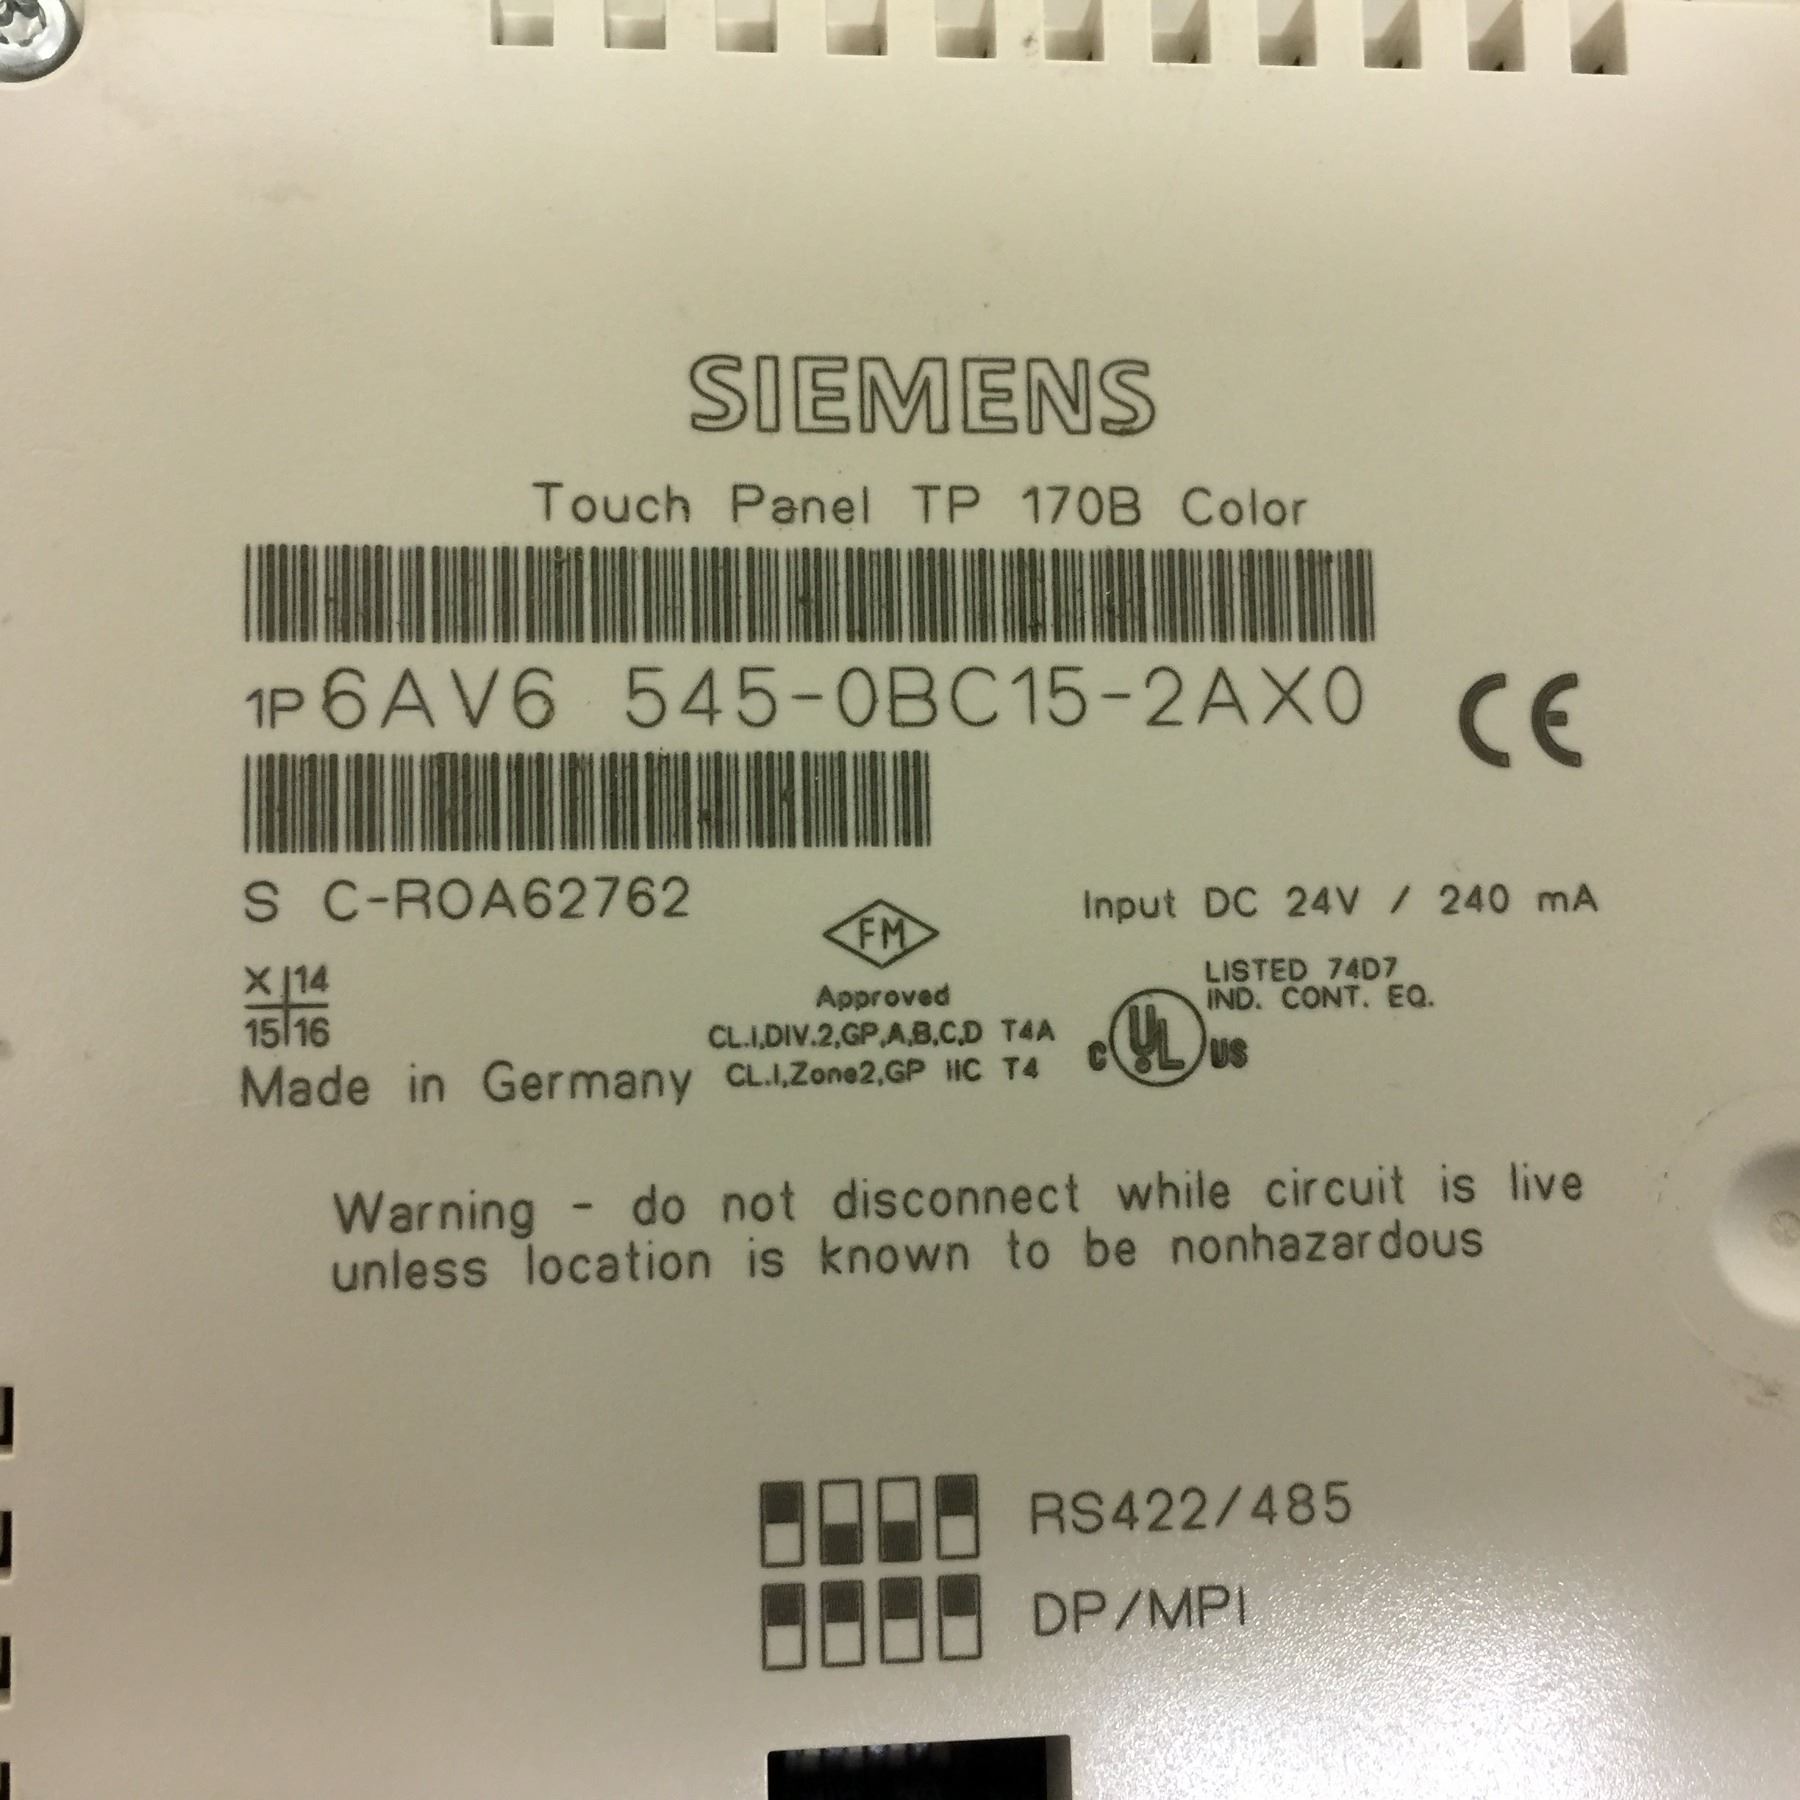 SIEMENS
Touch Panel TP 170B Color
1P 6AV6 545-0BC15-2AX0
CE
S C-ROA62762
Input DC 24V / 240 mA
FM
Approved
CL.I,DIV.2,GP,A,B,C,D T4A
CL.I,Zone2,GP IIC T4
LISTED 74D7
IND. CONT. EQ.
C UL US
X 14
15 16
Made in Germany
Warning - do not disconnect while circuit is live
unless location is known to be nonhazardous
RS422/485
DP/MPI